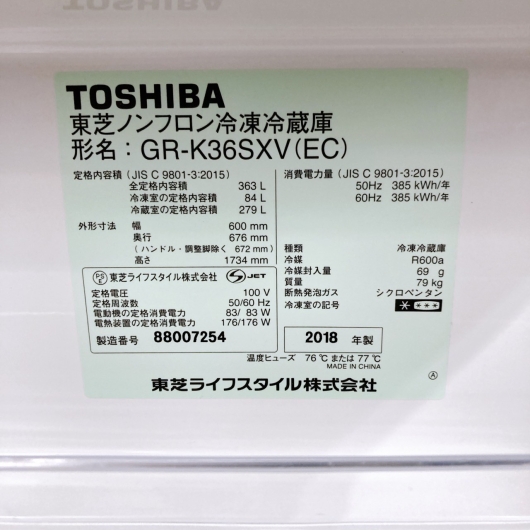 TOSHIBA
東芝ノンフロン冷凍冷蔵庫
形名：GR-K36SXV(EC)
定格内容積（JIS C 9801-3:2015）
全定格内容積 363 L
冷凍室の定格内容積 84 L
冷蔵室の定格内容積 279 L
外形寸法 幅 600 mm
奥行 676 mm
（ハンドル・調整脚除く 672 mm）
高さ 1734 mm
消費電力量（JIS C 9801-3:2015）
50Hz 385 kWh/年
60Hz 385 kWh/年
種類 冷凍冷蔵庫
冷媒 R600a
冷媒封入量 69 g
質量 79 kg
断熱発泡ガス シクロペンタン
冷凍室の記号
PS E 東芝ライフスタイル株式会社 JET
定格電圧 100 V
定格周波数 50/60 Hz
電動機の定格消費電力 83/ 83 W
電熱装置の定格消費電力 176/176 W
製造番号 88007254
2018 年製
温度ヒューズ 76℃ または 77℃
MADE IN CHINA
東芝ライフスタイル株式会社
Ⓐ